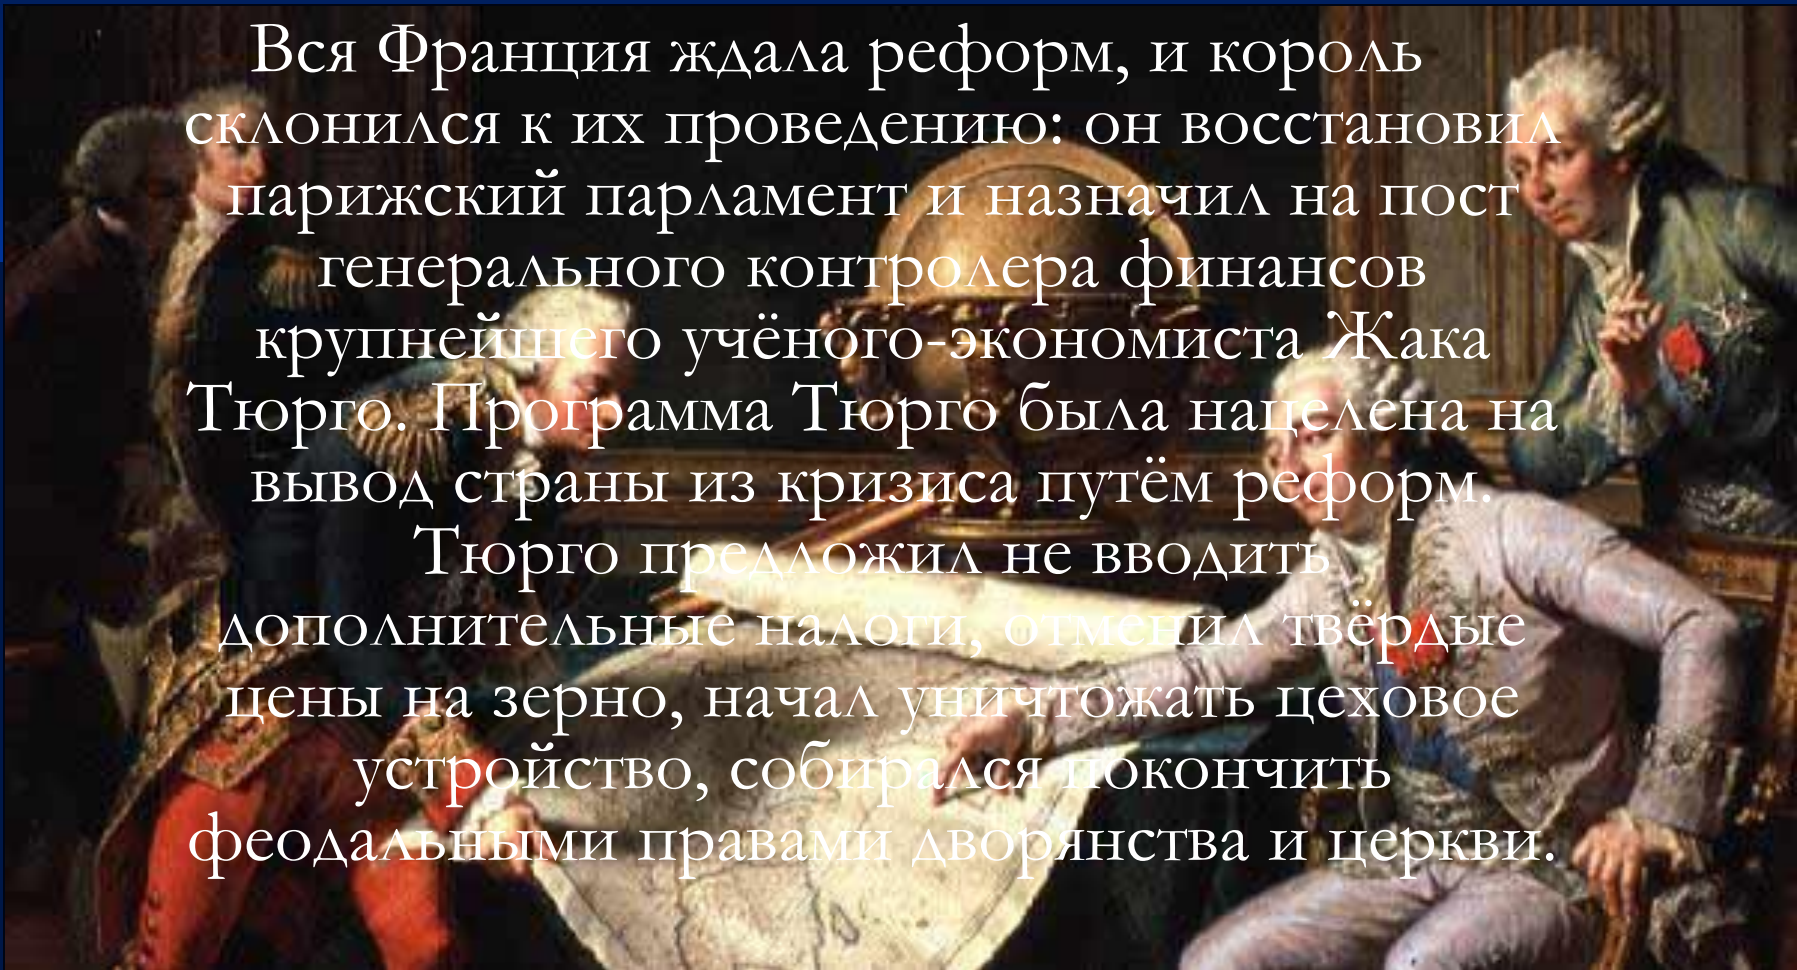 Вся Франция ждала реформ, и король
склонился к их проведению: он восстановил
парижский парламент и назначил на пост
генерального контролера финансов
крупнейшего учёного-экономиста Жака
Тюрго. Программа Тюрго была нацелена на
вывод страны из кризиса путём реформ.
Тюрго предложил не вводить
дополнительные налоги, отменил твёрдые
цены на зерно, начал уничтожать цеховое
устройство, собирался покончить
феодальными правами дворянства и церкви.